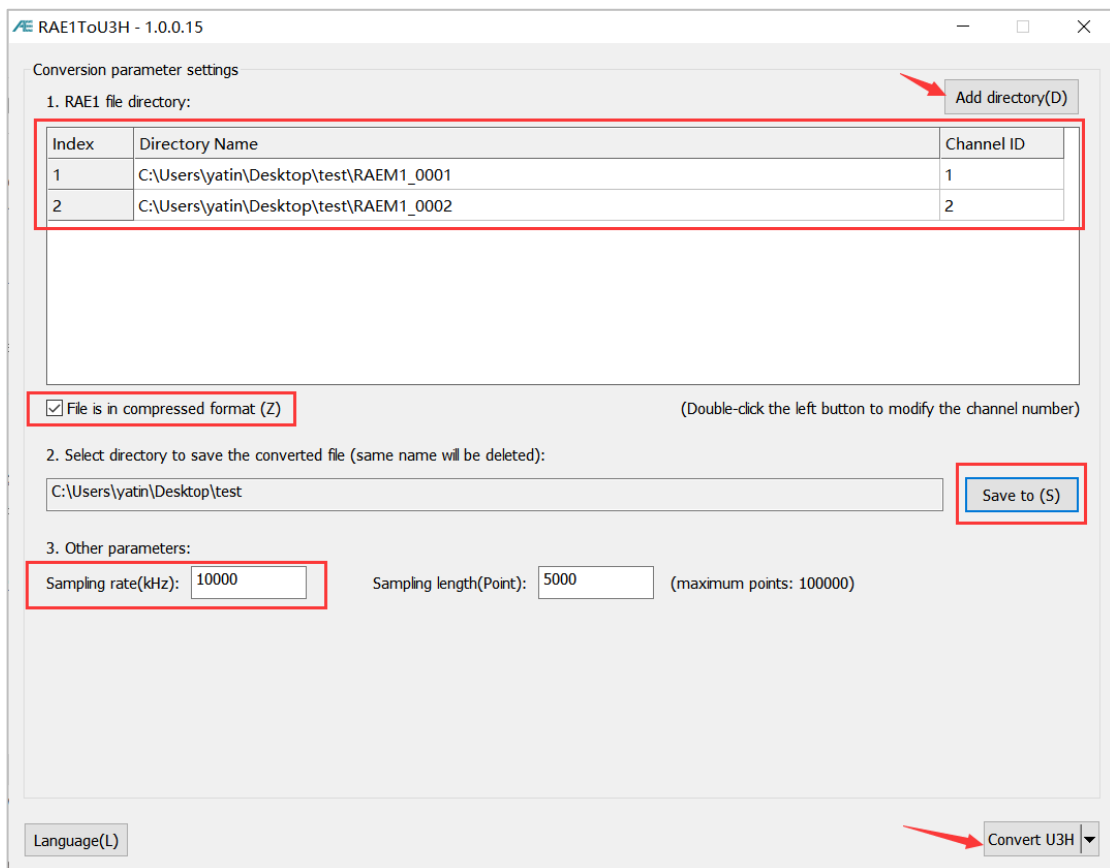 RAE1ToU3H - 1.0.0.15
Conversion parameter settings
1. RAE1 file directory:
Add directory(D)
Index Directory Name Channel ID
1 C:\Users\yatin\Desktop\test\RAEM1_0001 1
2 C:\Users\yatin\Desktop\test\RAEM1_0002 2
File is in compressed format (Z)
(Double-click the left button to modify the channel number)
2. Select directory to save the converted file (same name will be deleted):
C:\Users\yatin\Desktop\test
Save to (S)
3. Other parameters:
Sampling rate(kHz): 10000 Sampling length(Point): 5000 (maximum points: 100000)
Language(L)
Convert U3H